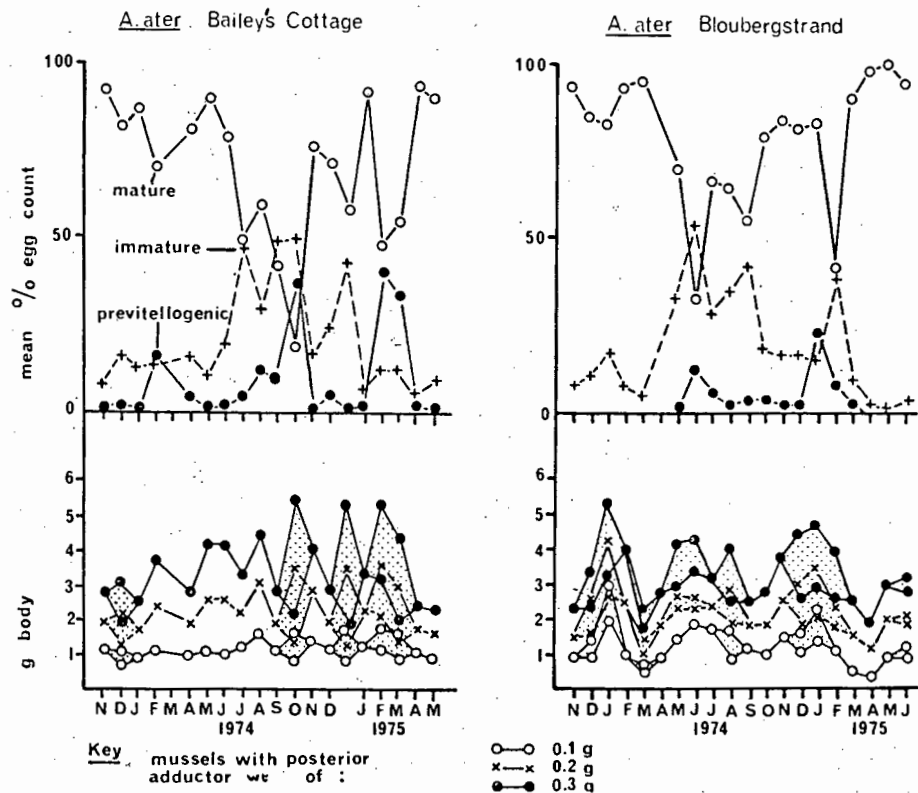 A. ater Bailey's Cottage
A. ater Bloubergstrand
mean % egg count
100
50
0
mature
immature
previtellogenic
100
50
0
g body
6
5
4
3
2
1
N D J F M A M J J A S O N D J F M A M
1974 1975
6
5
4
3
2
1
N D J F M A M J J A S O N D J F M A M J
1974 1975
Key mussels with posterior
adductor wt of :
0.1 g
0.2 g
0.3 g